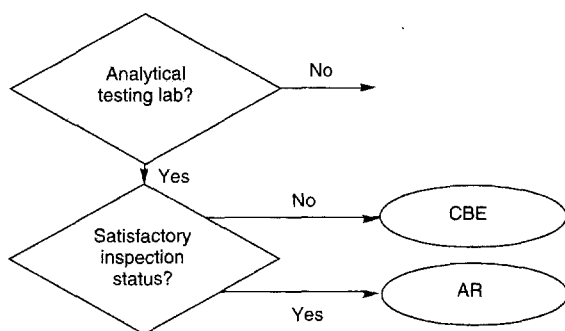 Analytical
testing lab?
No
Yes
Satisfactory
inspection
status?
No
CBE
AR
Yes